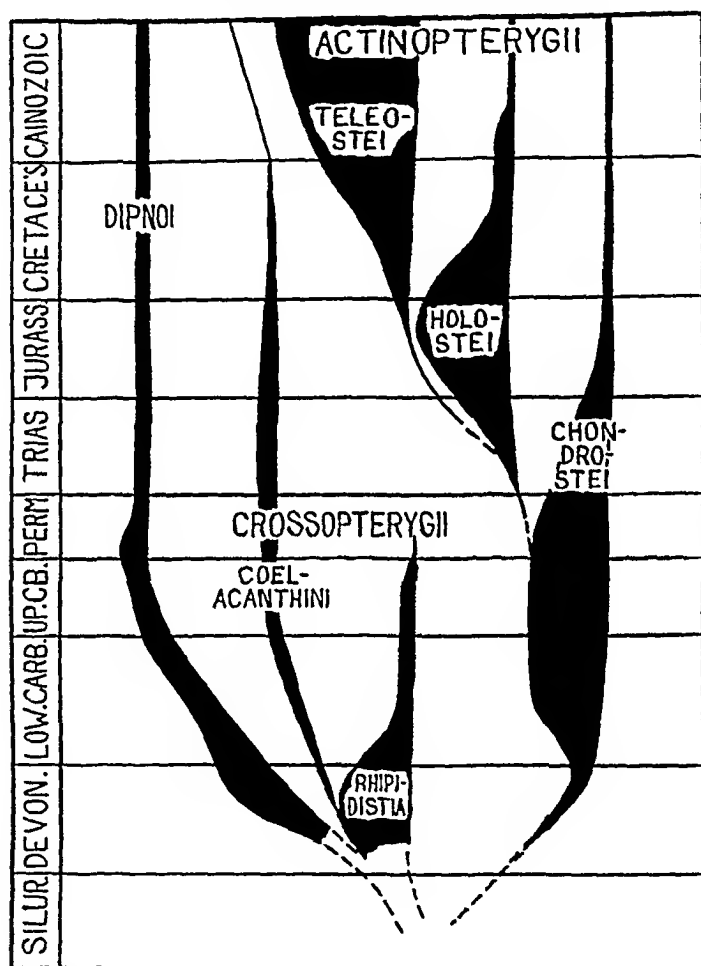 ACTINOPTERYGII
TELEO-
STEI
DIPNOI
HOLO-
STEI
CHON-
DRO-
STEI
CROSSOPTERYGII
COEL-
ACANTHINI
RHIPI-
DISTIA
CAINOZOIC
CRETACE'S
JURASS
TRIAS
PERM
UP.CB.
LOW.CARB.
DEVON.
SILUR